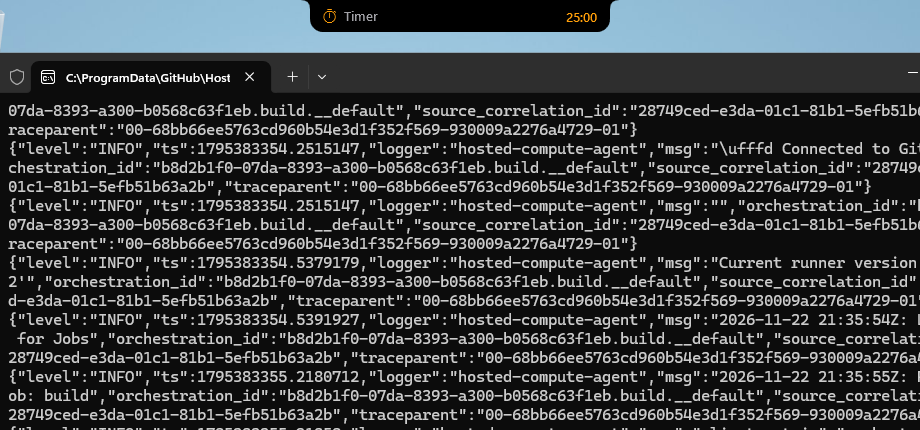 Timer 25:00
C:\ProgramData\GitHub\Host
07da-8393-a300-b0568c63f1eb.build.__default","source_correlation_id":"28749ced-e3da-01c1-81b1-5efb51b6
raceparent":"00-68bb66ee5763cd960b54e3d1f352f569-930009a2276a4729-01"}
{"level":"INFO","ts":1795383354.2515147,"logger":"hosted-compute-agent","msg":"\ufffd Connected to Git
chestration_id":"b8d2b1f0-07da-8393-a300-b0568c63f1eb.build.__default","source_correlation_id":"28749c
01c1-81b1-5efb51b63a2b","traceparent":"00-68bb66ee5763cd960b54e3d1f352f569-930009a2276a4729-01"}
{"level":"INFO","ts":1795383354.2515147,"logger":"hosted-compute-agent","msg":"","orchestration_id":"b
07da-8393-a300-b0568c63f1eb.build.__default","source_correlation_id":"28749ced-e3da-01c1-81b1-5efb51b6
raceparent":"00-68bb66ee5763cd960b54e3d1f352f569-930009a2276a4729-01"}
{"level":"INFO","ts":1795383354.5379179,"logger":"hosted-compute-agent","msg":"Current runner version
2'","orchestration_id":"b8d2b1f0-07da-8393-a300-b0568c63f1eb.build.__default","source_correlation_id"
d-e3da-01c1-81b1-5efb51b63a2b","traceparent":"00-68bb66ee5763cd960b54e3d1f352f569-930009a2276a4729-01"
{"level":"INFO","ts":1795383354.5391927,"logger":"hosted-compute-agent","msg":"2026-11-22 21:35:54Z:
for Jobs","orchestration_id":"b8d2b1f0-07da-8393-a300-b0568c63f1eb.build.__default","source_correlati
28749ced-e3da-01c1-81b1-5efb51b63a2b","traceparent":"00-68bb66ee5763cd960b54e3d1f352f569-930009a2276a4
{"level":"INFO","ts":1795383355.2180712,"logger":"hosted-compute-agent","msg":"2026-11-22 21:35:55Z:
ob: build","orchestration_id":"b8d2b1f0-07da-8393-a300-b0568c63f1eb.build.__default","source_correlat
28749ced-e3da-01c1-81b1-5efb51b63a2b","traceparent":"00-68bb66ee5763cd960b54e3d1f352f569-930009a2276a4